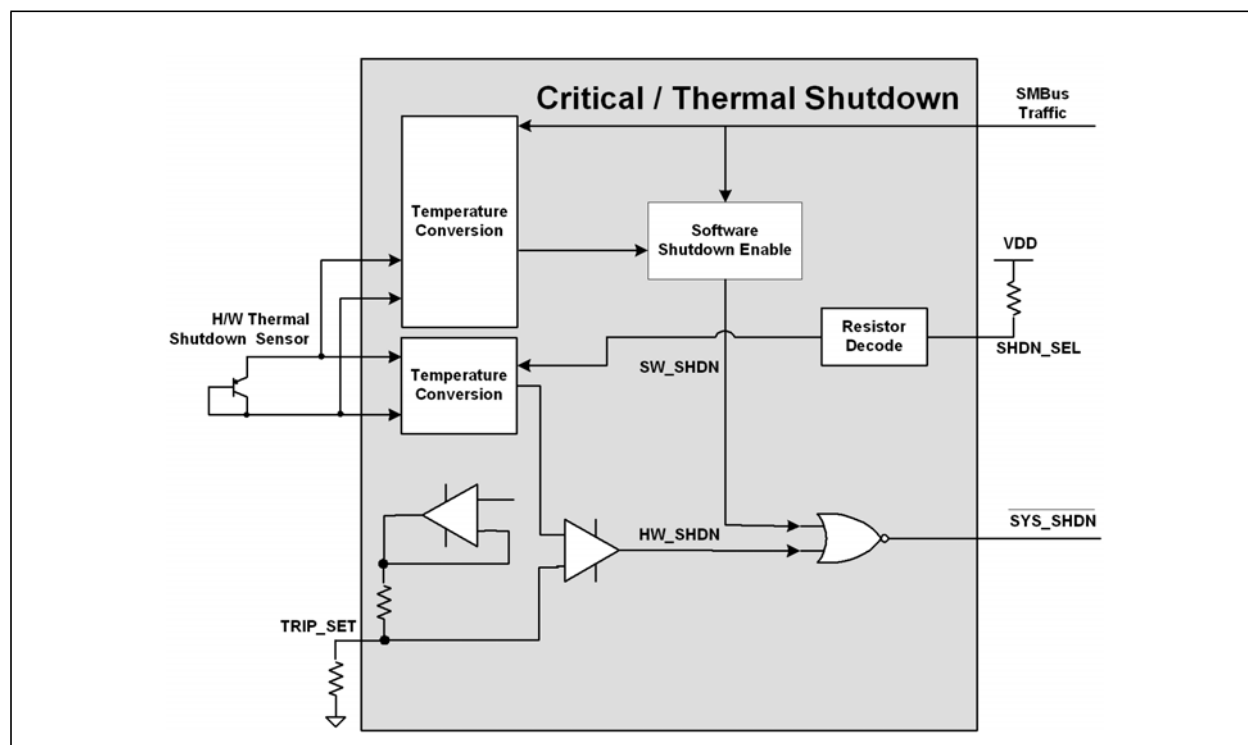 Critical / Thermal Shutdown
SMBus
Traffic
Temperature
Conversion
Software
Shutdown Enable
VDD
H/W Thermal
Shutdown Sensor
Resistor
Decode
SHDN_SEL
SW_SHDN
Temperature
Conversion
SYS_SHDN
HW_SHDN
TRIP_SET